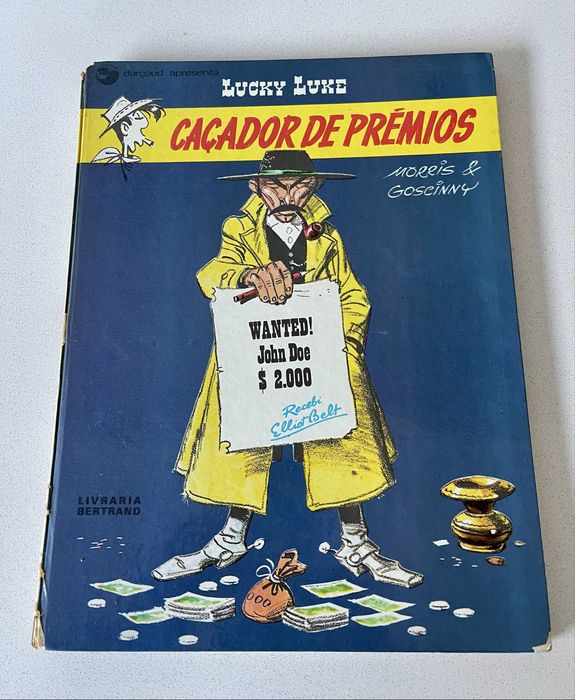 dargaud apresenta
LUCKY LUKE
CAÇADOR DE PRÉMIOS
MORRIS &
GOSCINNY
WANTED!
John Doe
$ 2.000
Recebi
Elliot Belt
LIVRARIA
BERTRAND